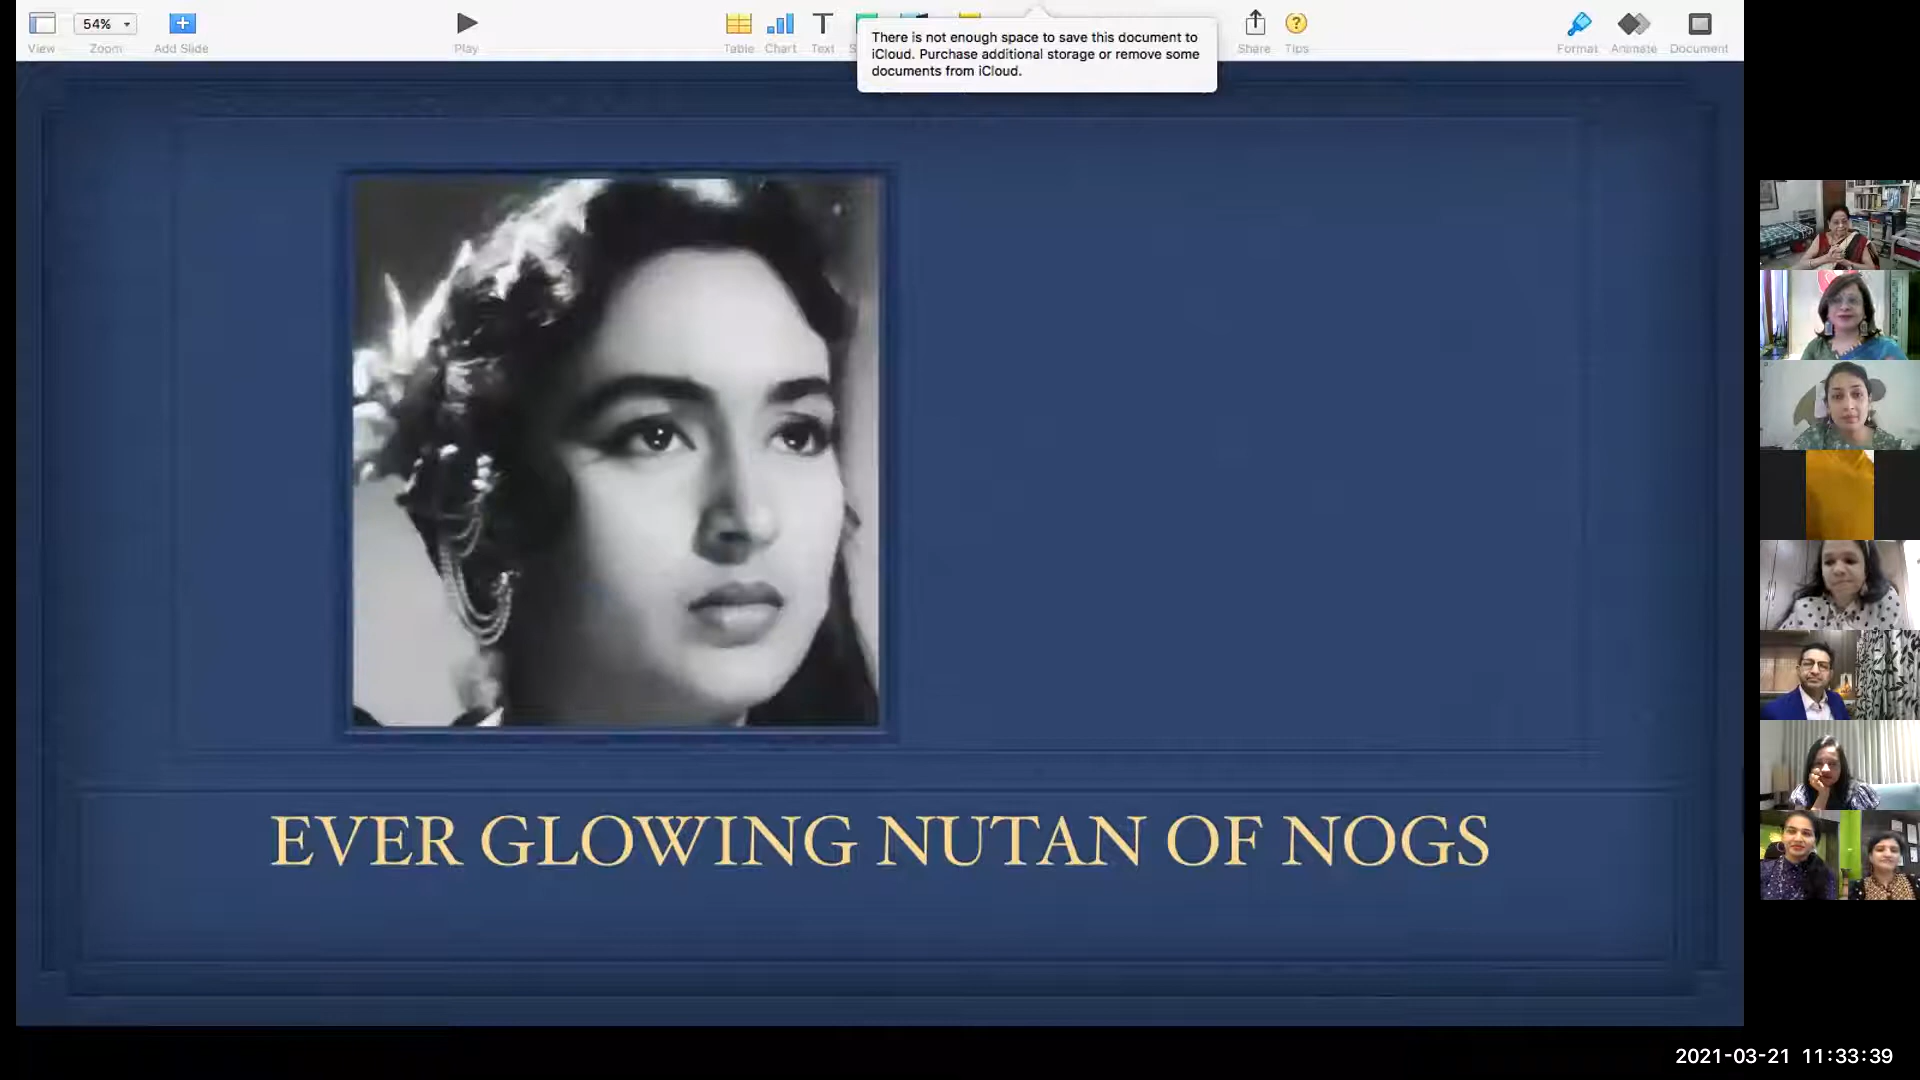 54%
View
Zoom
Add Slide
Play
Table
Chart
Text
There is not enough space to save this document to
iCloud. Purchase additional storage or remove some
documents from iCloud.
Share
Tips
Format
Animate
Document
EVER GLOWING NUTAN OF NOGS
2021-03-21 11:33:39